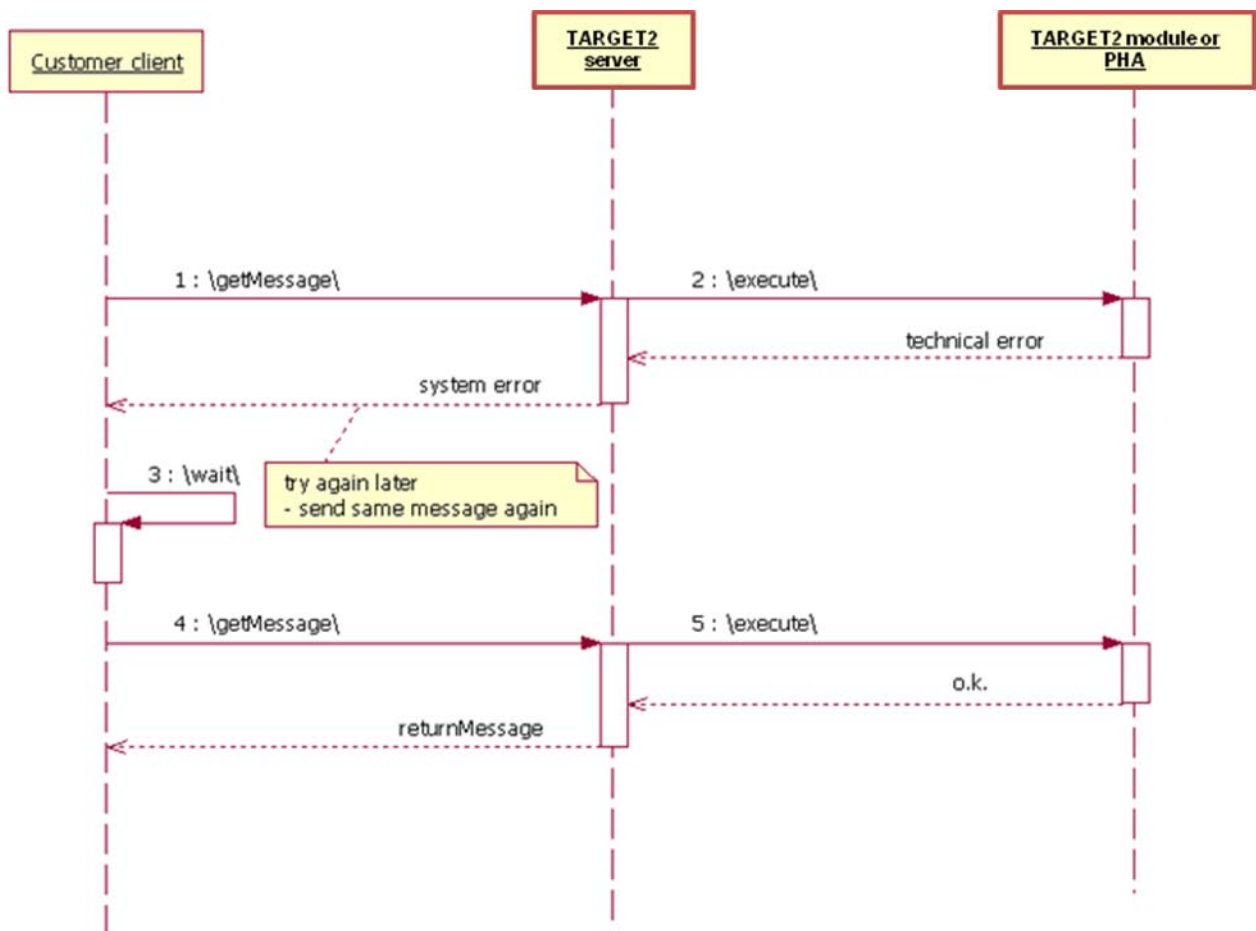 Customer client
TARGET2
server
TARGET2 module or
PHA
1 : \getMessage\
2 : \execute\
technical error
system error
3 : \wait\
try again later
- send same message again
4 : \getMessage\
5 : \execute\
o.k.
returnMessage